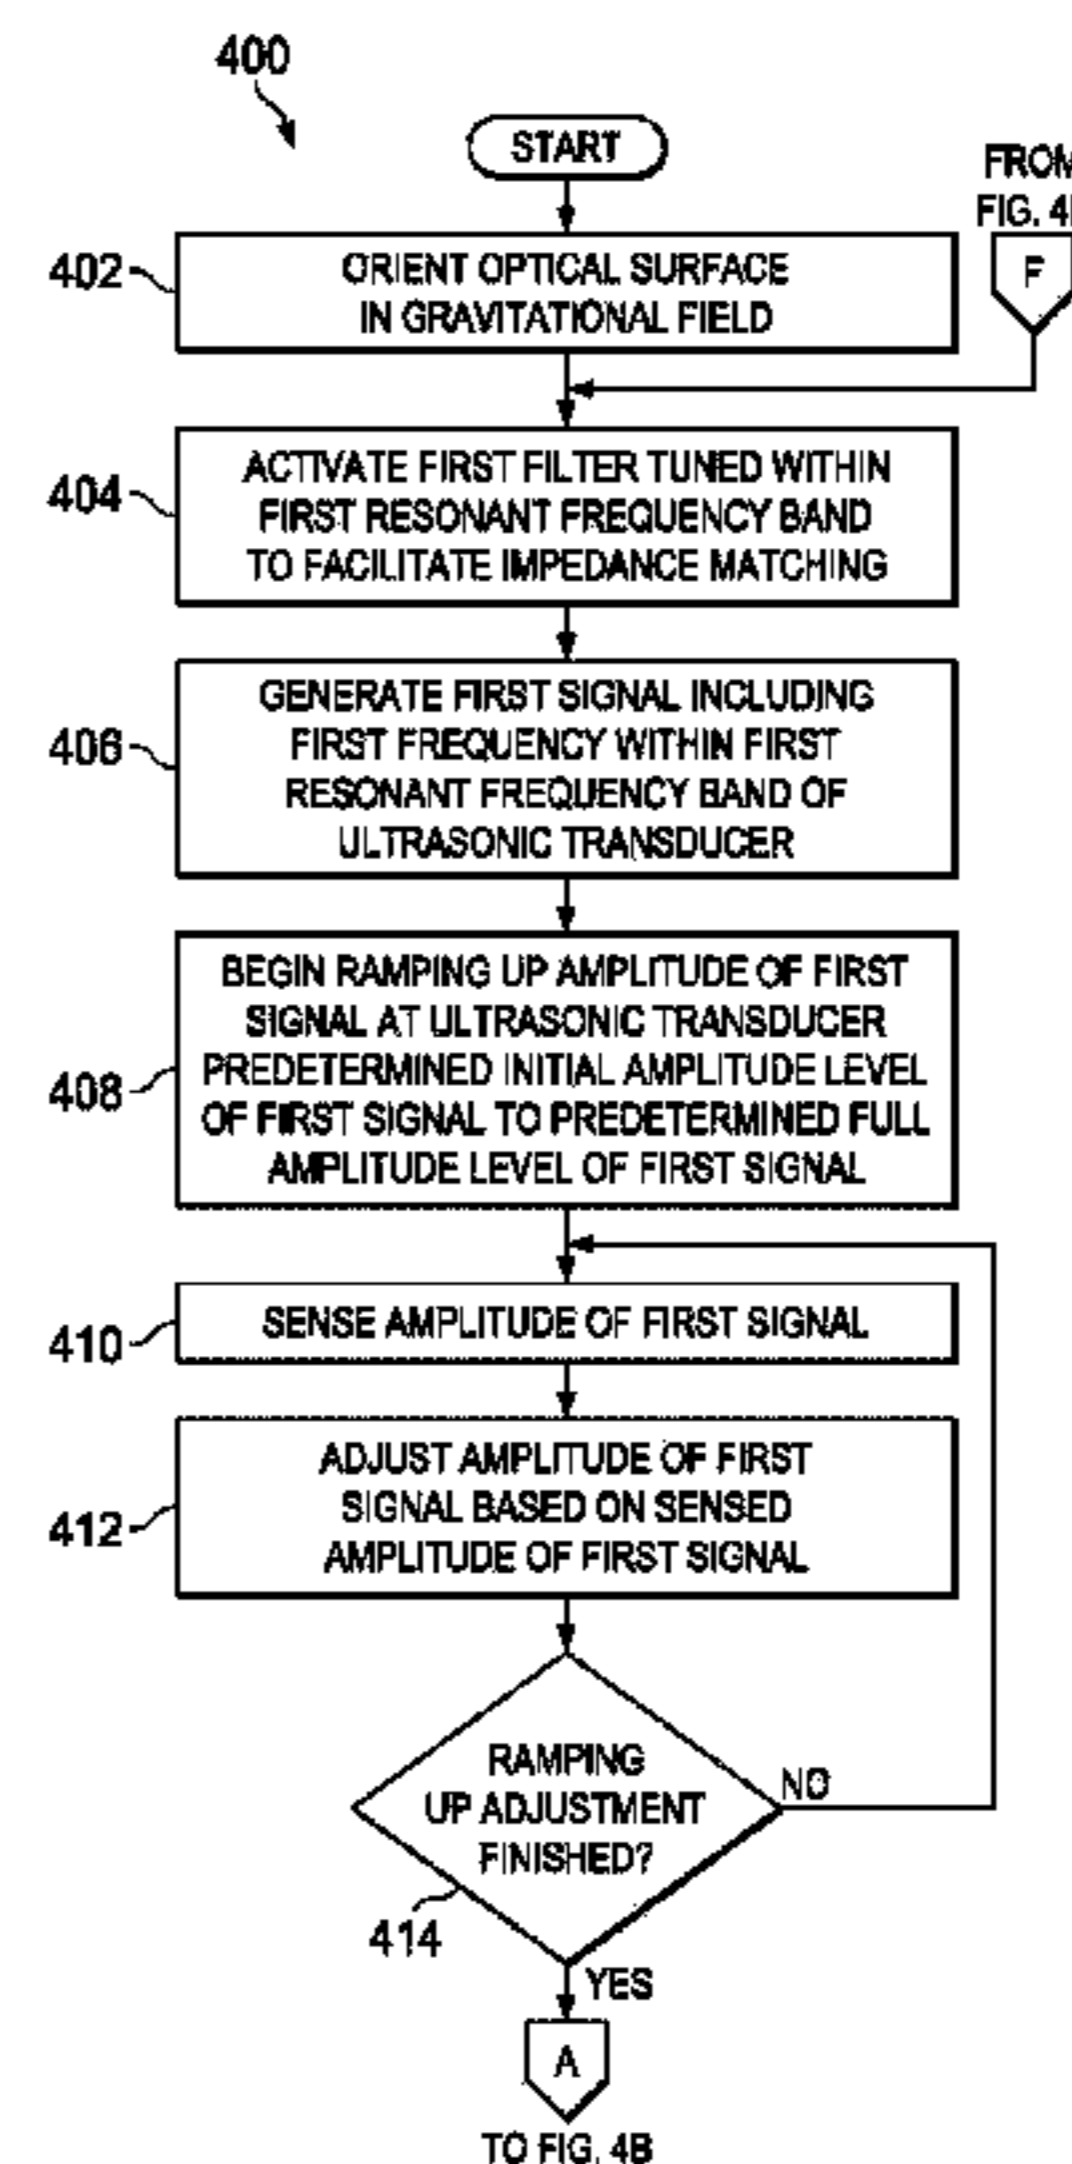 400
START
FROM
FIG. 4
F
402
ORIENT OPTICAL SURFACE
IN GRAVITATIONAL FIELD
404
ACTIVATE FIRST FILTER TUNED WITHIN
FIRST RESONANT FREQUENCY BAND
TO FACILITATE IMPEDANCE MATCHING
406
GENERATE FIRST SIGNAL INCLUDING
FIRST FREQUENCY WITHIN FIRST
RESONANT FREQUENCY BAND OF
ULTRASONIC TRANSDUCER
408
BEGIN RAMPING UP AMPLITUDE OF FIRST
SIGNAL AT ULTRASONIC TRANSDUCER
PREDETERMINED INITIAL AMPLITUDE LEVEL
OF FIRST SIGNAL TO PREDETERMINED FULL
AMPLITUDE LEVEL OF FIRST SIGNAL
410
SENSE AMPLITUDE OF FIRST SIGNAL
412
ADJUST AMPLITUDE OF FIRST
SIGNAL BASED ON SENSED
AMPLITUDE OF FIRST SIGNAL
RAMPING
UP ADJUSTMENT
FINISHED?
NO
414
YES
A
TO FIG. 4B